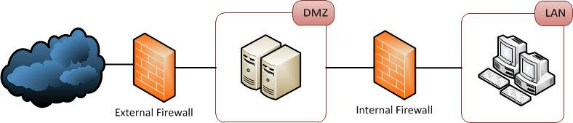 DMZ
LAN
External Firewall
Internal Firewall